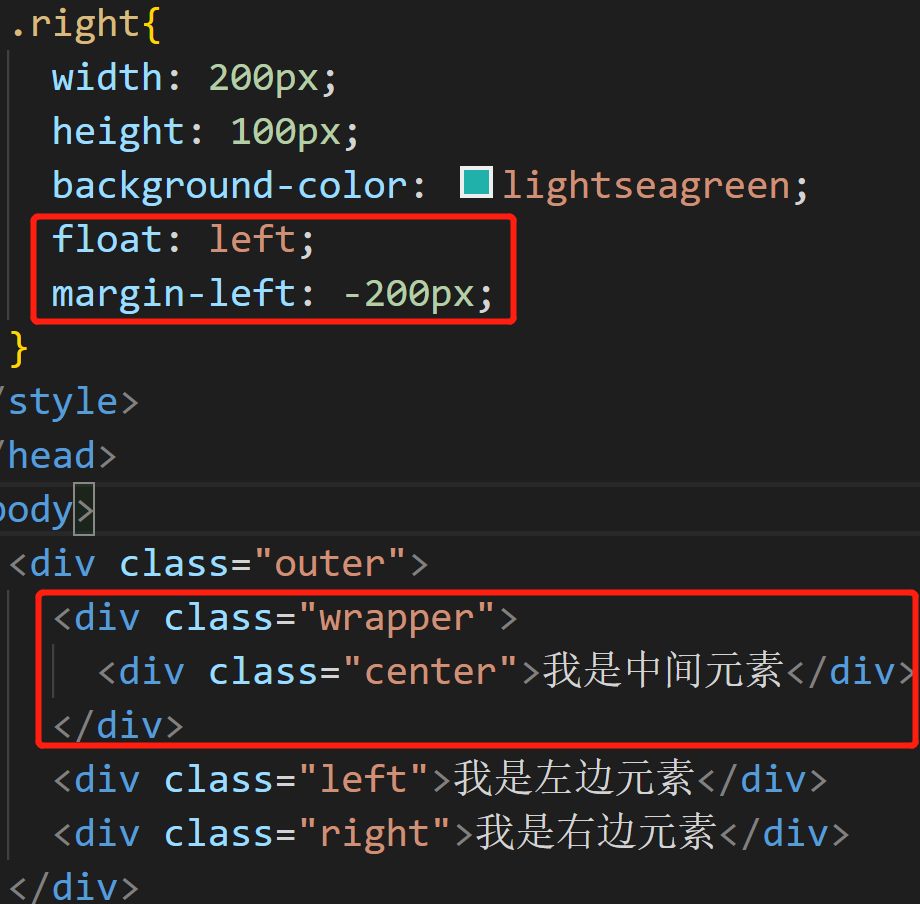 .right{
width: 200px;
height: 100px;
background-color: lightseagreen;
float: left;
margin-left: -200px;
}
/style>
/head>
body>
<div class="outer">
<div class="wrapper">
<div class="center">我是中间元素</div>
</div>
<div class="left">我是左边元素</div>
<div class="right">我是右边元素</div>
</div>